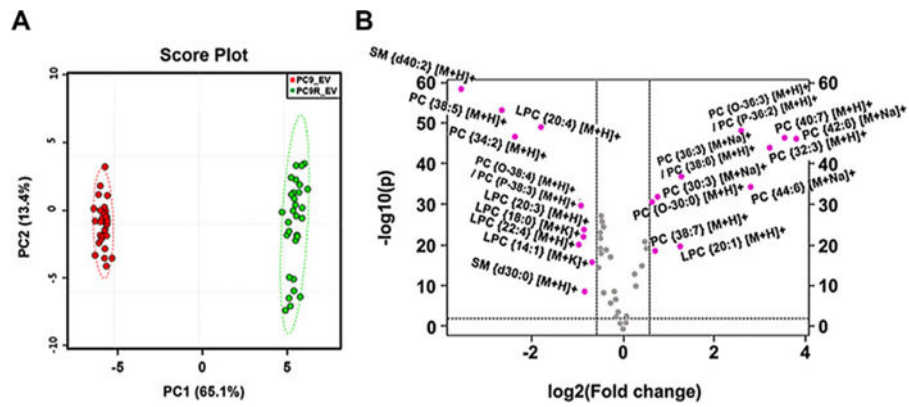 A
Score Plot
PC9_EV
PC9R_EV
10
5
0
-5
-10
PC2 (13.4%)
-5
0
5
PC1 (65.1%)
B
SM {d40:2} [M+H]+
PC {38:5} [M+H]+
LPC {20:4} [M+H]+
PC {34:2} [M+H]+
PC {O-38:4} [M+H]+
/ PC {P-38:3} [M+H]+
LPC {20:3} [M+H]+
LPC {18:0} [M+K]+
LPC {22:4} [M+H]+
LPC {14:1} [M+K]+
SM {d30:0} [M+H]+
PC {O-36:3} [M+H]+
/ PC {P-36:2} [M+H]+
PC {40:7} [M+H]+
PC {42:6} [M+Na]+
PC {36:3} [M+Na]+
/ PC {38:6} [M+H]+
PC {32:3} [M+H]+
PC {30:3} [M+Na]+
PC {O-30:0} [M+H]+
PC {44:6} [M+Na]+
PC {38:7} [M+H]+
LPC {20:1} [M+H]+
60
50
40
30
20
10
0
-log10(p)
60
50
40
30
20
10
0
-2
0
2
4
log2(Fold change)